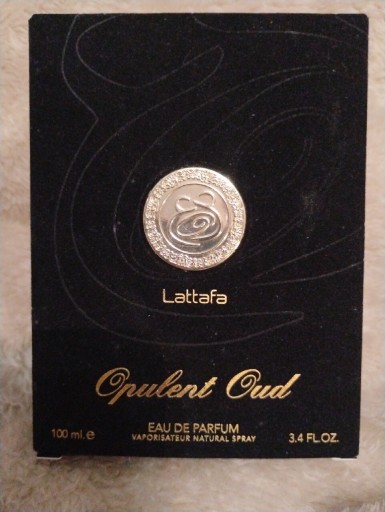 Lattafa
Opulent Oud
EAU DE PARFUM
100 ml. e VAPORISATEUR NATURAL SPRAY 3.4 FL.OZ.